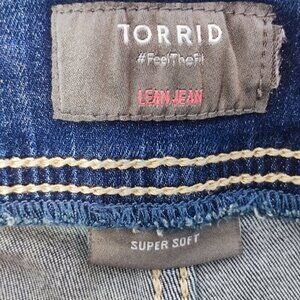 TORRID
#FeelTheFit
LEAN JEAN
SUPER SOFT